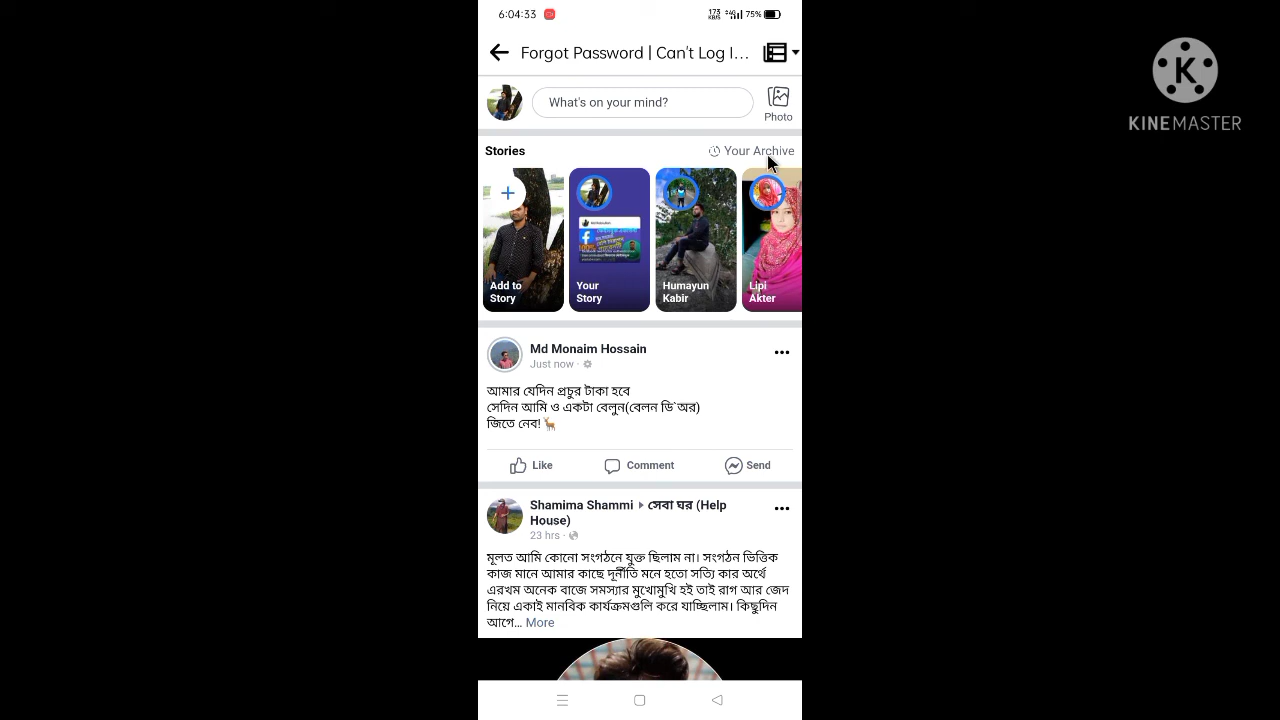 6:04:33
173 KB/S 4G 75%
Forgot Password | Can't Log I...
What's on your mind?
Photo
Stories
Your Archive
Add to
Story
Your
Story
Humayun
Kabir
Lipi
Akter
Md Monaim Hossain
Just now ·
আমার যেদিন প্রচুর টাকা হবে
সেদিন আমি ও একটা বেলুন(বেলন ডি`অর)
জিতে নেব!
Like
Comment
Send
Shamima Shammi ▸ সেবা ঘর (Help
House)
23 hrs ·
মূলত আমি কোনো সংগঠনে যুক্ত ছিলাম না। সংগঠন ভিত্তিক
কাজ মানে আমার কাছে দূর্নীতি মনে হতো সত্যি কার অর্থে
এরখম অনেক বাজে সমস্যার মুখোমুখি হই তাই রাগ আর জেদ
নিয়ে একাই মানবিক কার্যক্রমগুলি করে যাচ্ছিলাম। কিছুদিন
আগে... More
K
KINEMASTER